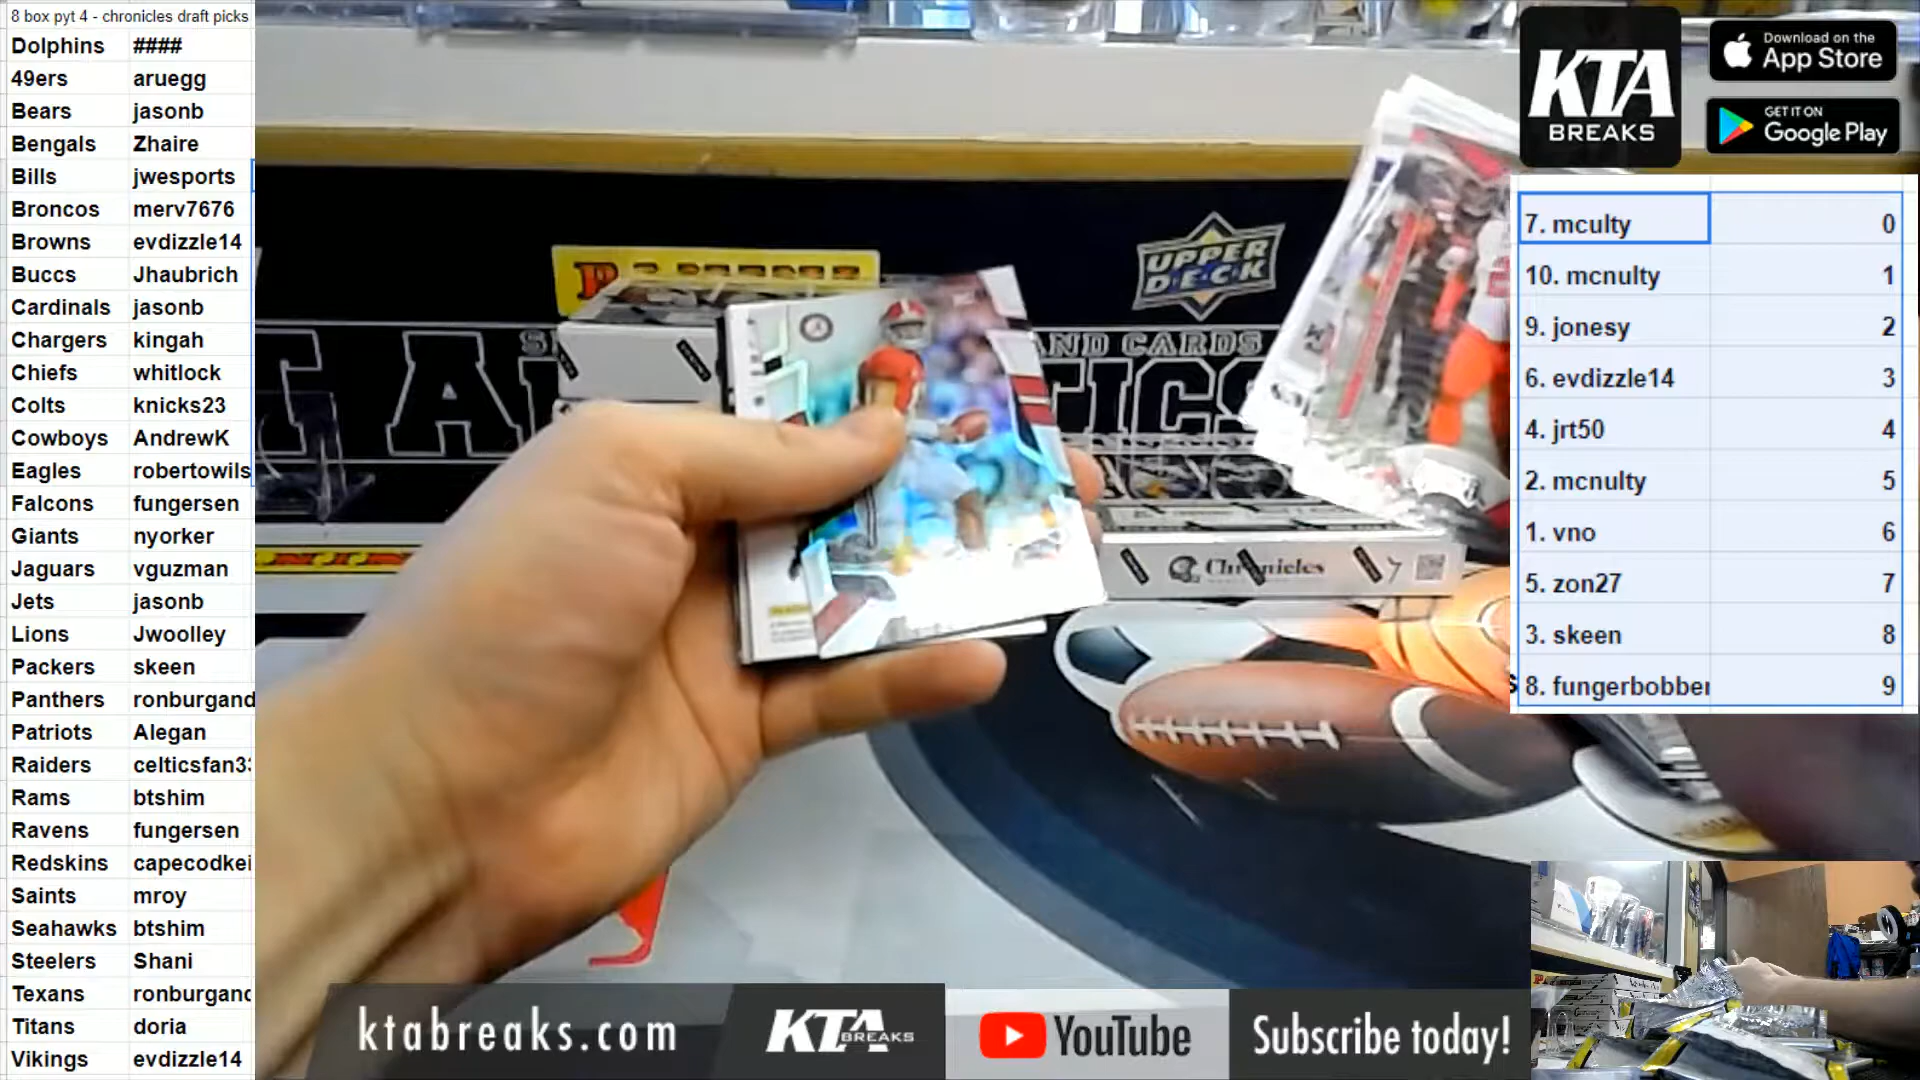 8 box pyt 4 - chronicles draft picks
Dolphins ####
49ers aruegg
Bears jasonb
Bengals Zhaire
Bills jwesports
Broncos merv7676
Browns evdizzle14
Buccs Jhaubrich
Cardinals jasonb
Chargers kingah
Chiefs whitlock
Colts knicks23
Cowboys AndrewK
Eagles robertowils
Falcons fungersen
Giants nyorker
Jaguars vguzman
Jets jasonb
Lions Jwoolley
Packers skeen
Panthers ronburgand
Patriots Alegan
Raiders celticsfan33
Rams btshim
Ravens fungersen
Redskins capecodkei
Saints mroy
Seahawks btshim
Steelers Shani
Texans ronburgand
Titans doria
Vikings evdizzle14
UPPER
DECK
AND CARDS
Chronicles
KTA
BREAKS
Download on the
App Store
GET IT ON
Google Play
7. mculty 0
10. mcnulty 1
9. jonesy 2
6. evdizzle14 3
4. jrt50 4
2. mcnulty 5
1. vno 6
5. zon27 7
3. skeen 8
8. fungerbobber 9
ktabreaks.com
KTA BREAKS
YouTube
Subscribe today!